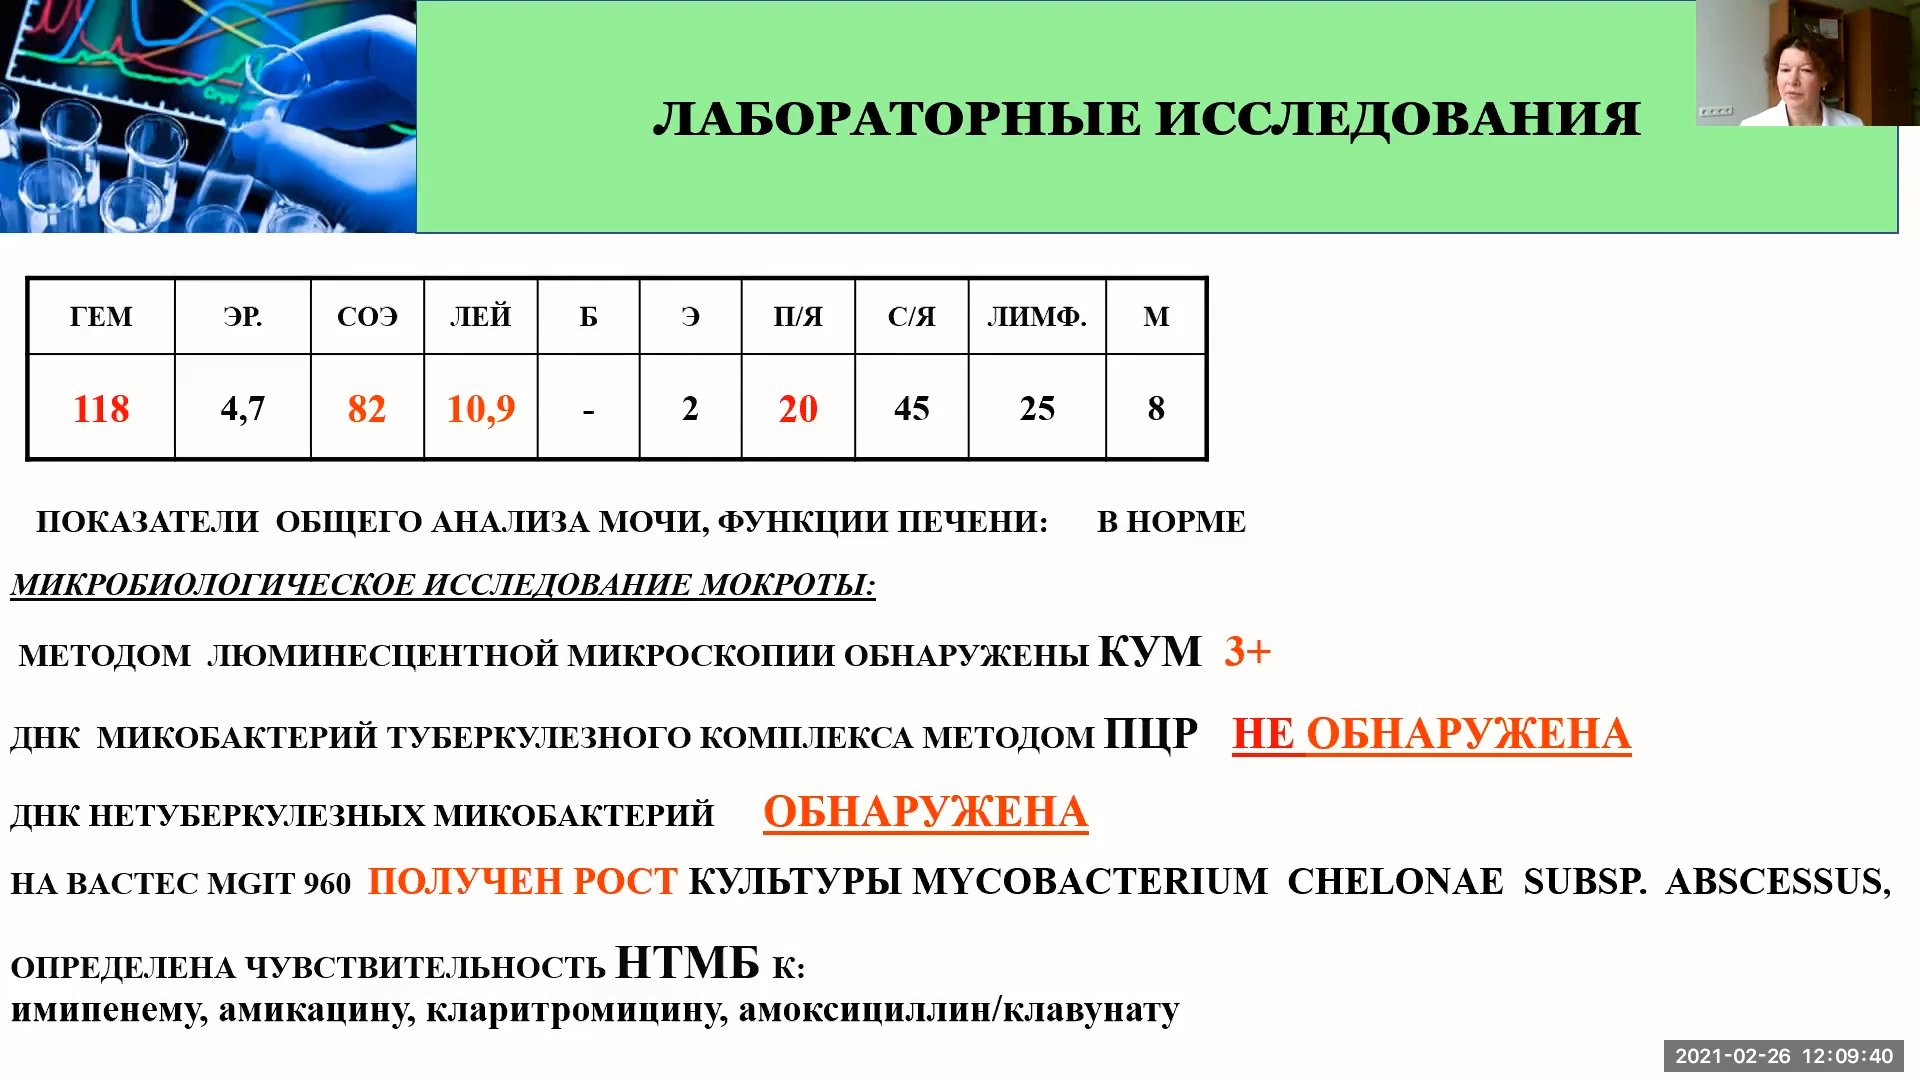 ЛАБОРАТОРНЫЕ ИССЛЕДОВАНИЯ
ГЕМ ЭР. СОЭ ЛЕЙ Б Э П/Я С/Я ЛИМФ. М
118 4,7 82 10,9 - 2 20 45 25 8
ПОКАЗАТЕЛИ ОБЩЕГО АНАЛИЗА МОЧИ, ФУНКЦИИ ПЕЧЕНИ: В НОРМЕ
МИКРОБИОЛОГИЧЕСКОЕ ИССЛЕДОВАНИЕ МОКРОТЫ:
МЕТОДОМ ЛЮМИНЕСЦЕНТНОЙ МИКРОСКОПИИ ОБНАРУЖЕНЫ КУМ 3+
ДНК МИКОБАКТЕРИЙ ТУБЕРКУЛЕЗНОГО КОМПЛЕКСА МЕТОДОМ ПЦР НЕ ОБНАРУЖЕНА
ДНК НЕТУБЕРКУЛЕЗНЫХ МИКОБАКТЕРИЙ ОБНАРУЖЕНА
НА BACTEC MGIT 960 ПОЛУЧЕН РОСТ КУЛЬТУРЫ MYCOBACTERIUM CHELONAE SUBSP. ABSCESSUS,
ОПРЕДЕЛЕНА ЧУВСТВИТЕЛЬНОСТЬ НТМБ К:
имипенему, амикацину, кларитромицину, амоксициллин/клавунату
2021-02-26 12:09:40